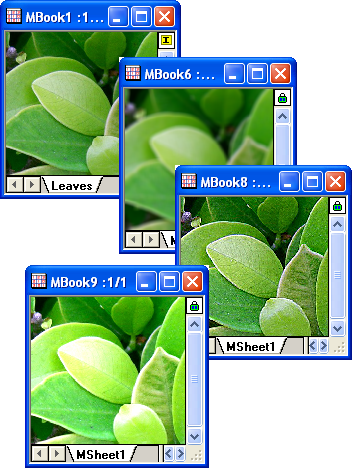 MBook1 :1...
Leaves
MBook6 :...
MBook8 :...
MSheet1
MBook9 :1/1
MSheet1